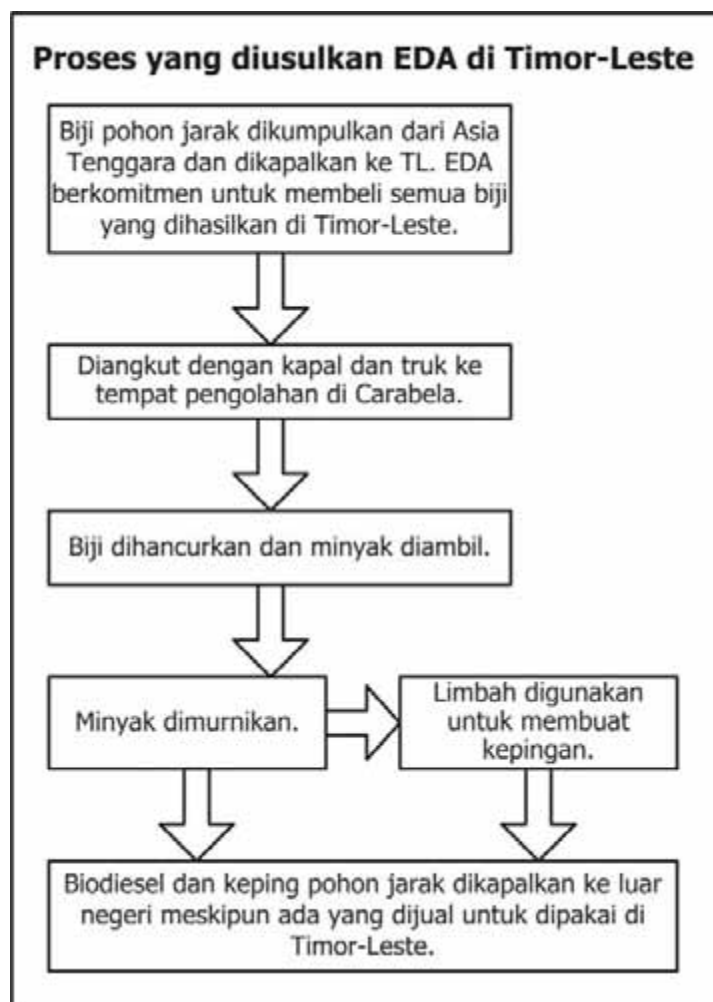 Proses yang diusulkan EDA di Timor-Leste
Biji pohon jarak dikumpulkan dari Asia
Tenggara dan dikapalkan ke TL. EDA
berkomitmen untuk membeli semua biji
yang dihasilkan di Timor-Leste.
Diangkut dengan kapal dan truk ke
tempat pengolahan di Carabela.
Biji dihancurkan dan minyak diambil.
Minyak dimurnikan.
Limbah digunakan
untuk membuat
kepingan.
Biodiesel dan keping pohon jarak dikapalkan ke luar
negeri meskipun ada yang dijual untuk dipakai di
Timor-Leste.